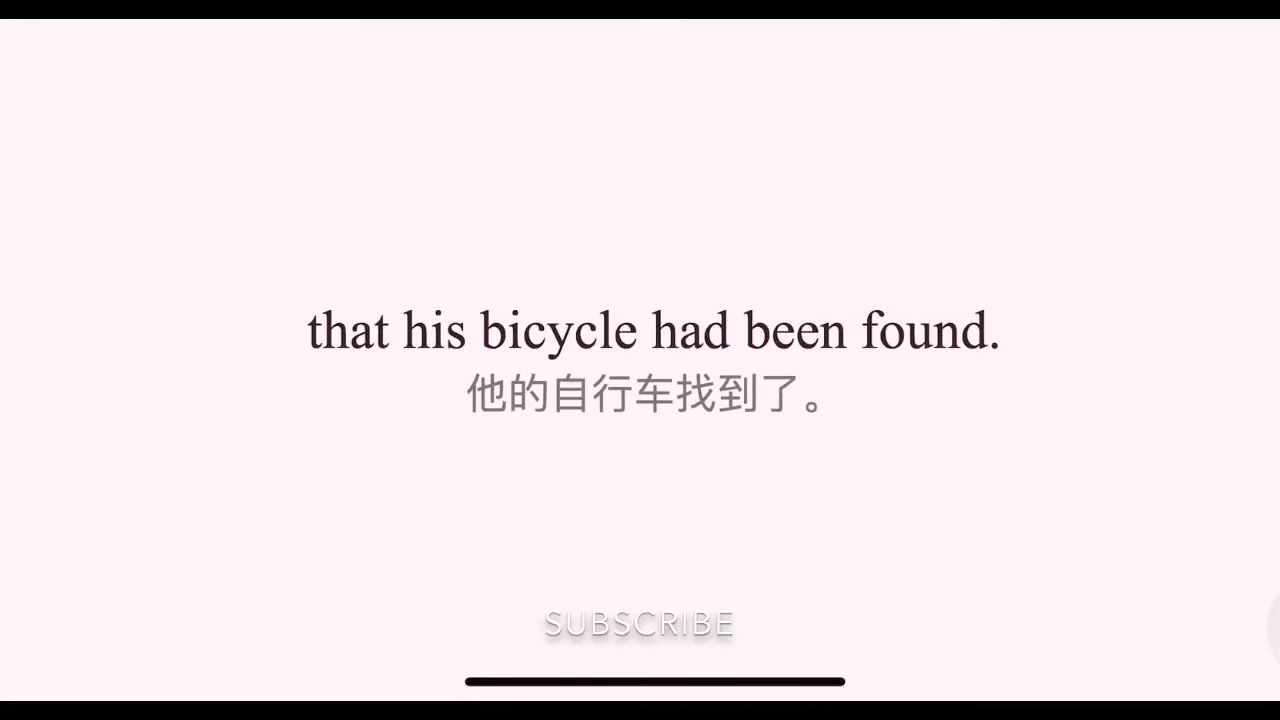 that his bicycle had been found.
他的自行车找到了。
SUBSCRIBE